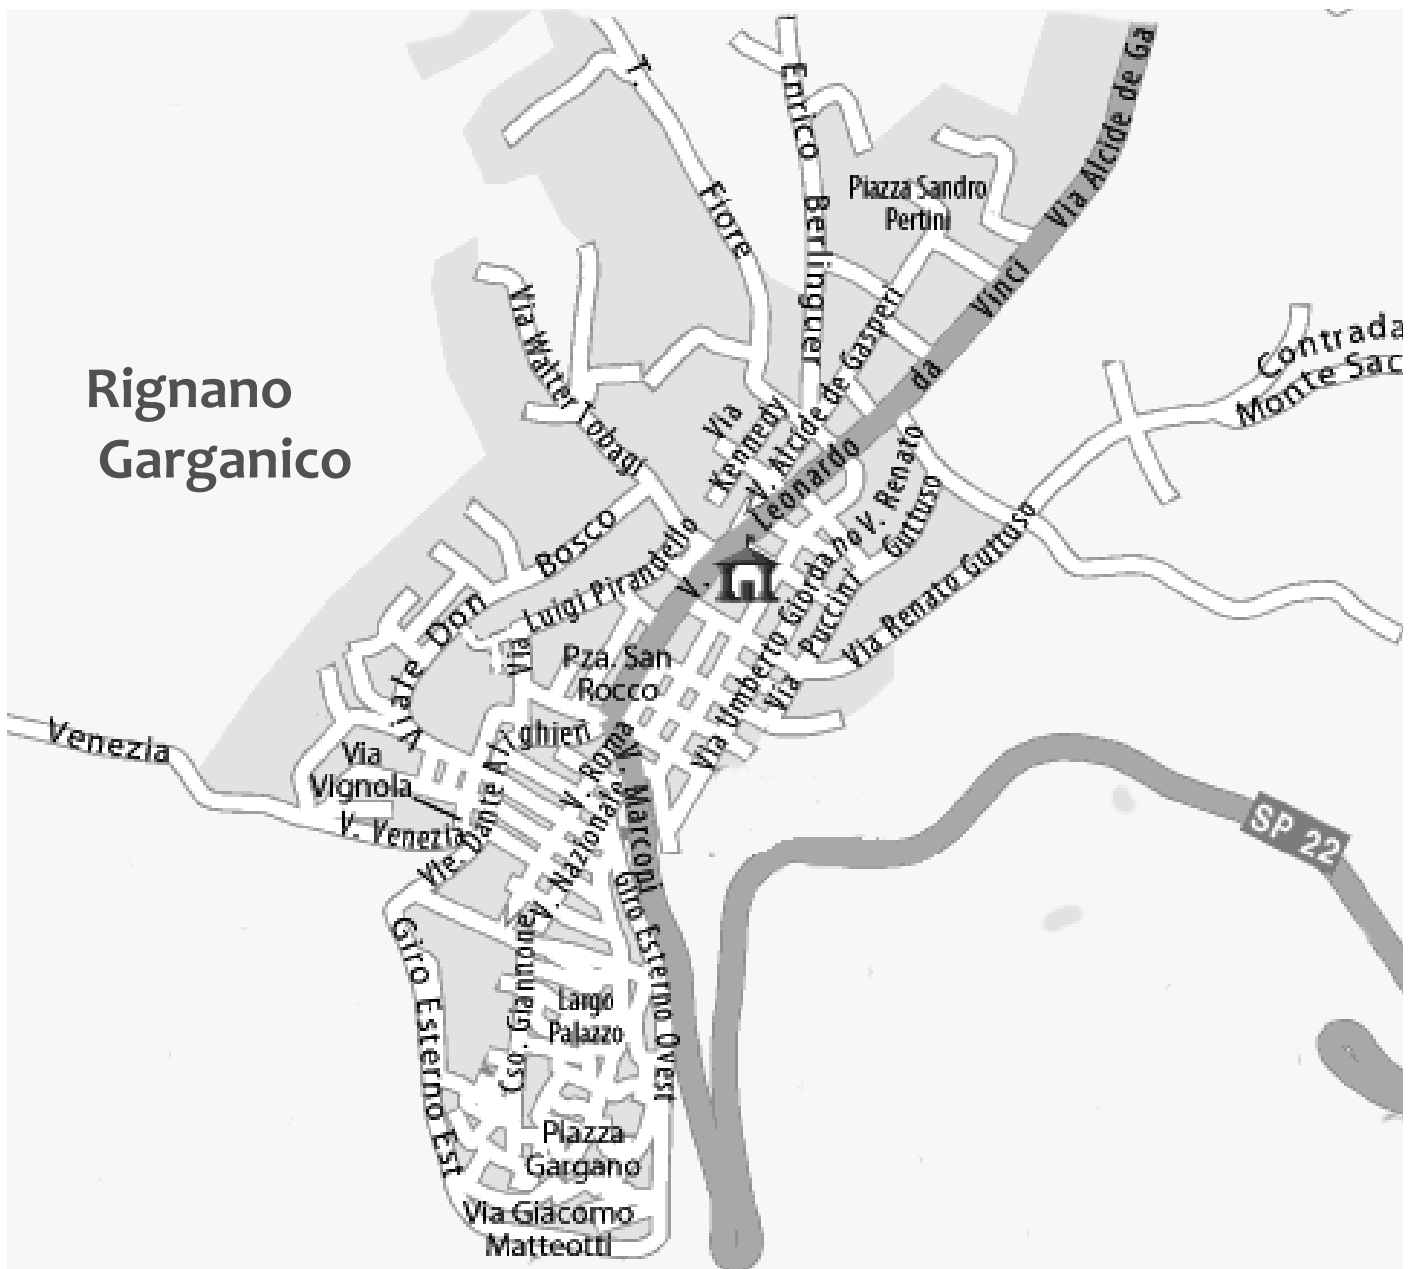 T.
Fiore
Enrico
Berlinguer
Piazza Sandro
Pertini
Via Alcide de Ga
Vinci
da
Leonardo
V.
Via Walter Tobagi
Rignano
Garganico
Contrada
Monte Sac
V. Alcide de Gasperi
Via
Kennedy
V. Renato
Guttuso
Via Renato Guttuso
Bosco
Don
Viale
Luigi Pirandello
Via
Via Umberto Giordano
Puccini
Via
Pza. San
Rocco
Venezia
Via
Vignola
V. Venezia
Vle. Dante Alighieri
V. Roma
V. Nazionale
V. Marconi
SP 22
Giro Esterno Ovest
Giro Esterno Est
Cso. Giannone
Largo
Palazzo
Piazza
Gargano
Via Giacomo
Matteotti